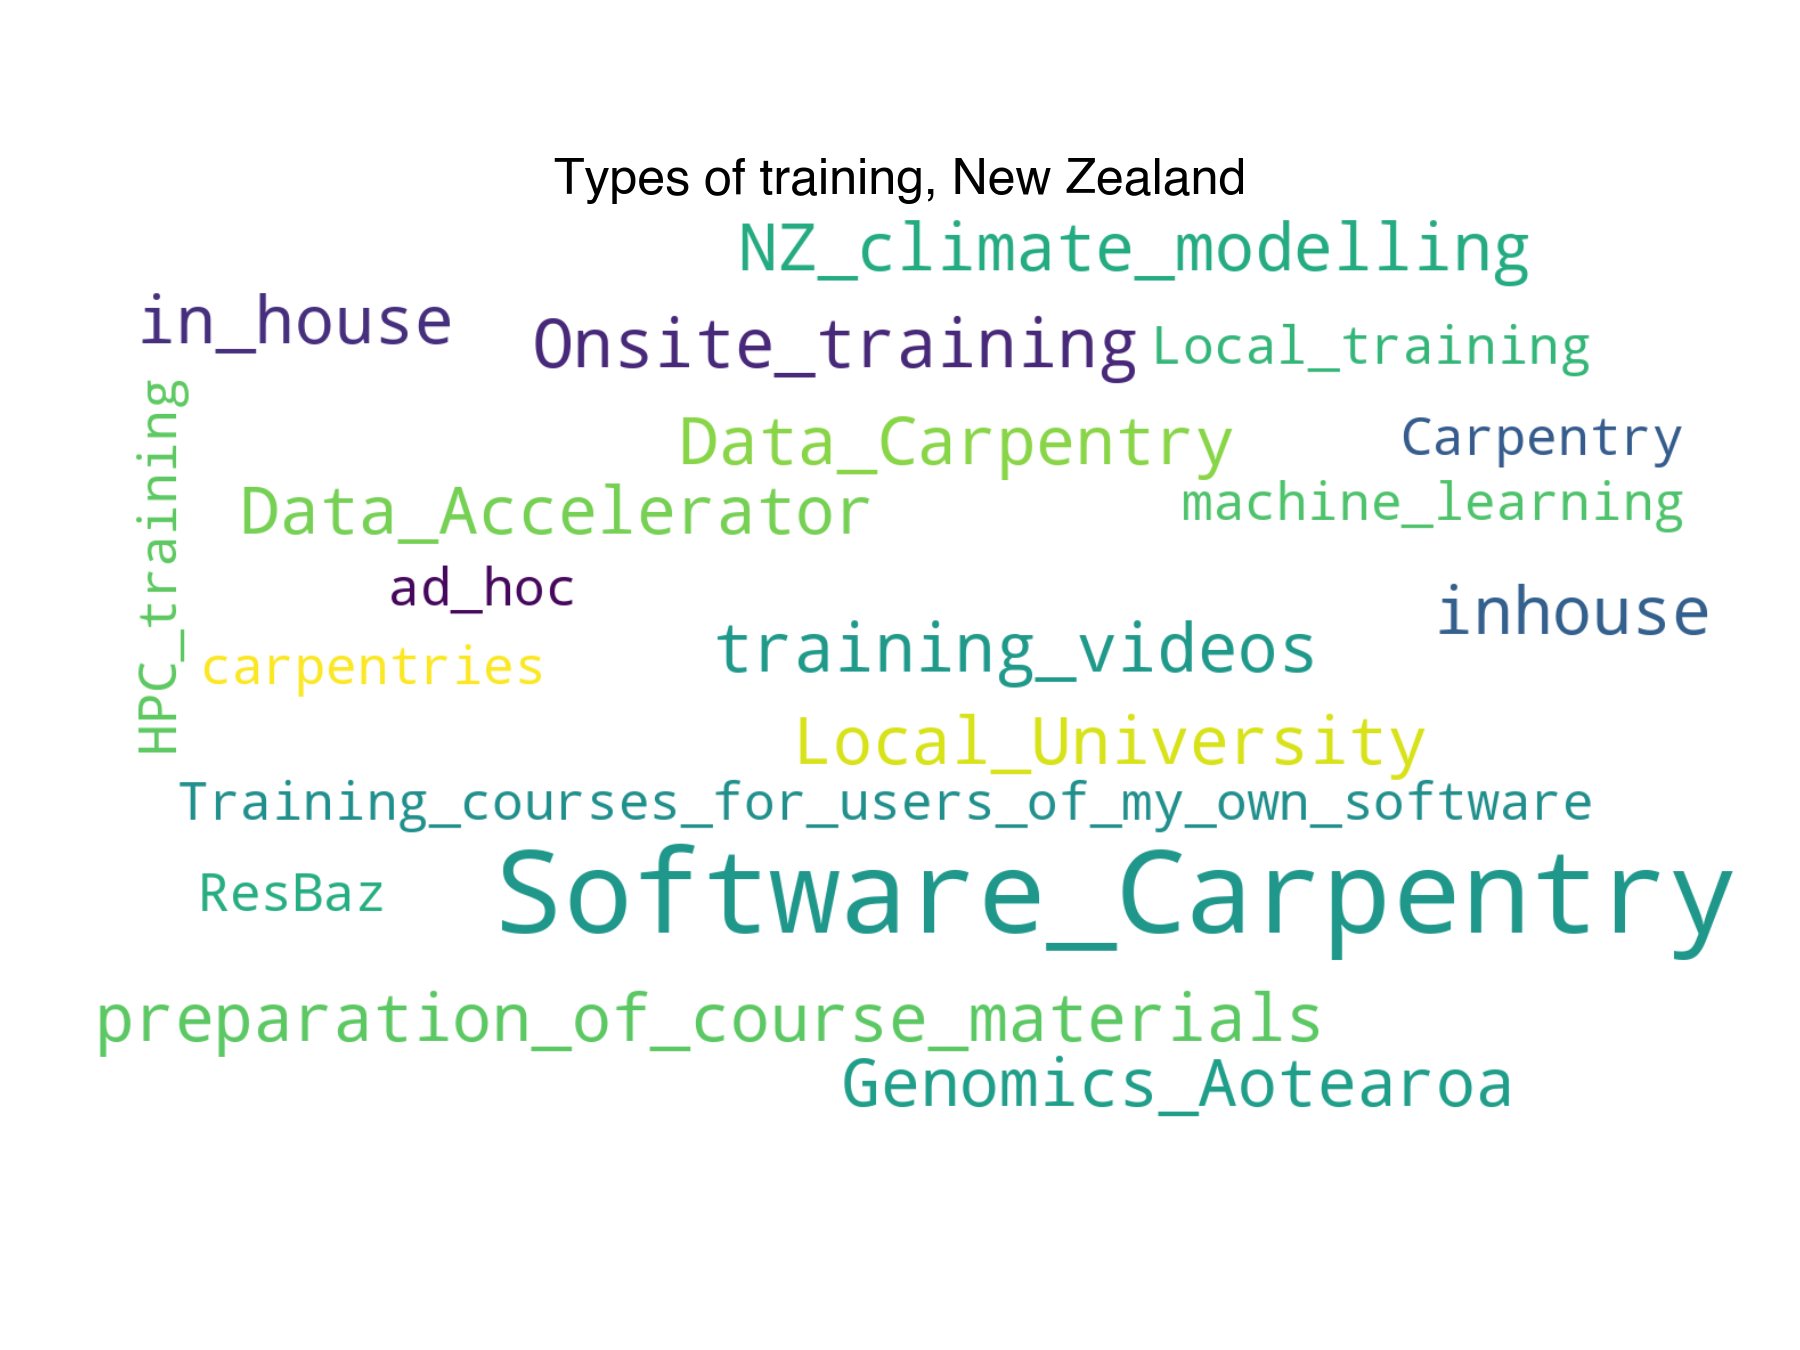 Types of training, New Zealand
NZ_climate_modelling
in_house
Onsite_training
Local_training
HPC_training
Data_Carpentry
Carpentry
Data_Accelerator
machine_learning
ad_hoc
inhouse
training_videos
carpentries
Local_University
Training_courses_for_users_of_my_own_software
ResBaz
Software_Carpentry
preparation_of_course_materials
Genomics_Aotearoa